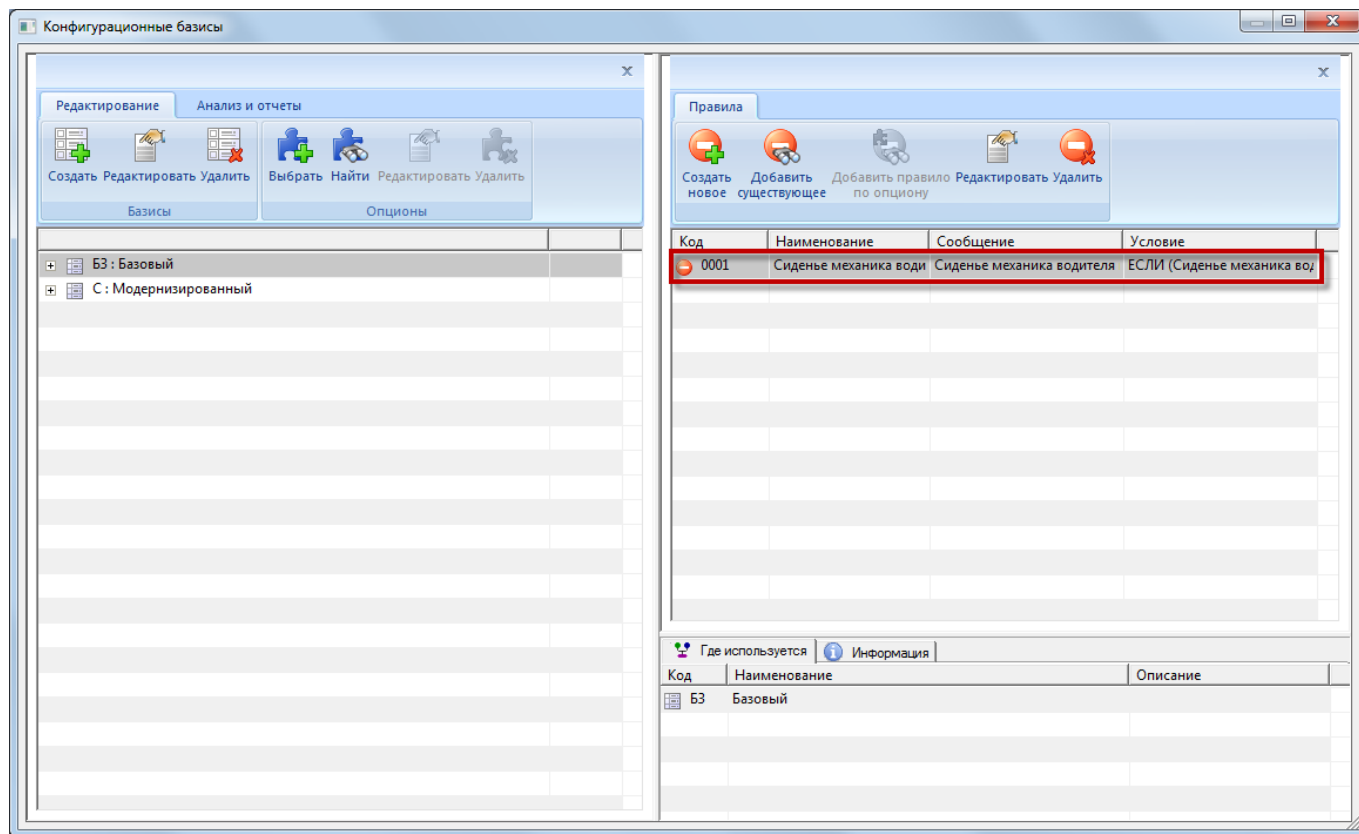 Конфигурационные базисы
Редактирование Анализ и отчеты
Создать Редактировать Удалить Выбрать Найти Редактировать Удалить
Базисы Опционы
БЗ : Базовый
С : Модернизированный
Правила
Создать новое Добавить существующее Добавить правило по опциону Редактировать Удалить
Код Наименование Сообщение Условие
0001 Сиденье механика води Сиденье механика водителя ЕСЛИ (Сиденье механика вод
Где используется Информация
Код Наименование Описание
БЗ Базовый